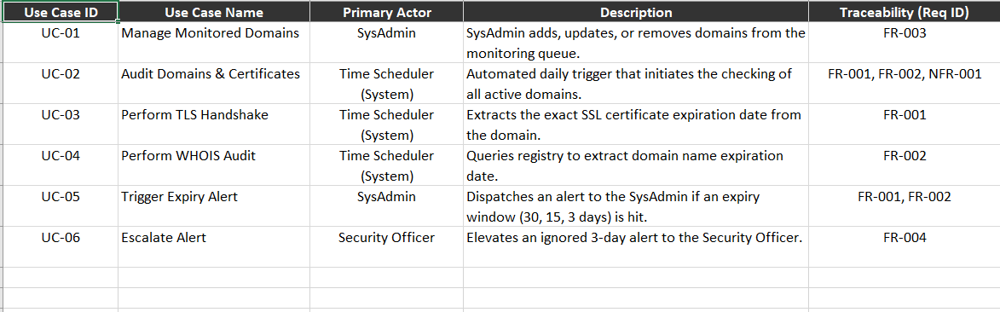 Use Case ID Use Case Name Primary Actor Description Traceability (Req ID)
UC-01 Manage Monitored Domains SysAdmin SysAdmin adds, updates, or removes domains from the FR-003
monitoring queue.
UC-02 Audit Domains & Certificates Time Scheduler Automated daily trigger that initiates the checking of FR-001, FR-002, NFR-001
(System) all active domains.
UC-03 Perform TLS Handshake Time Scheduler Extracts the exact SSL certificate expiration date from FR-001
(System) the domain.
UC-04 Perform WHOIS Audit Time Scheduler Queries registry to extract domain name expiration FR-002
(System) date.
UC-05 Trigger Expiry Alert SysAdmin Dispatches an alert to the SysAdmin if an expiry FR-001, FR-002
window (30, 15, 3 days) is hit.
UC-06 Escalate Alert Security Officer Elevates an ignored 3-day alert to the Security Officer. FR-004